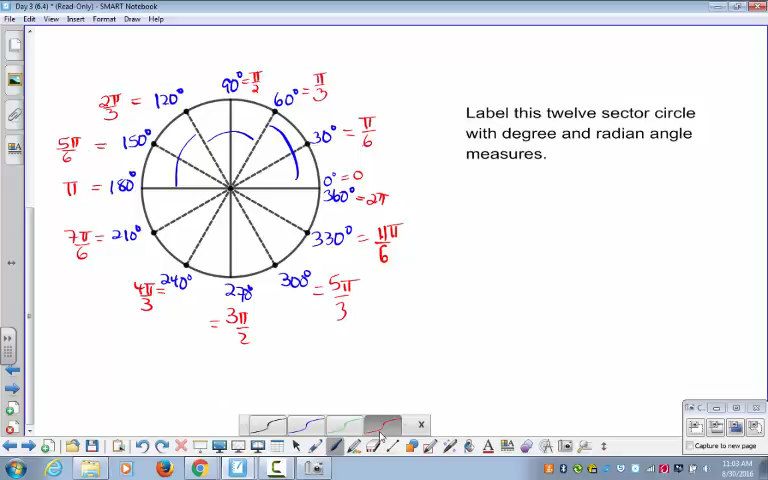 Day 3 (6.4) * (Read-Only) - SMART Notebook
File Edit View Insert Format Draw Window Help
90° = π/2
60° = π/3
2π/3 = 120°
30° = π/6
5π/6 = 150°
0° = 0
π = 180°
360° = 2π
7π/6 = 210°
330° = 11π/6
4π/3 = 240°
300° = 5π/3
270° = 3π/2
Label this twelve sector circle
with degree and radian angle
measures.
Capture to new page
11:03 AM
8/30/2016